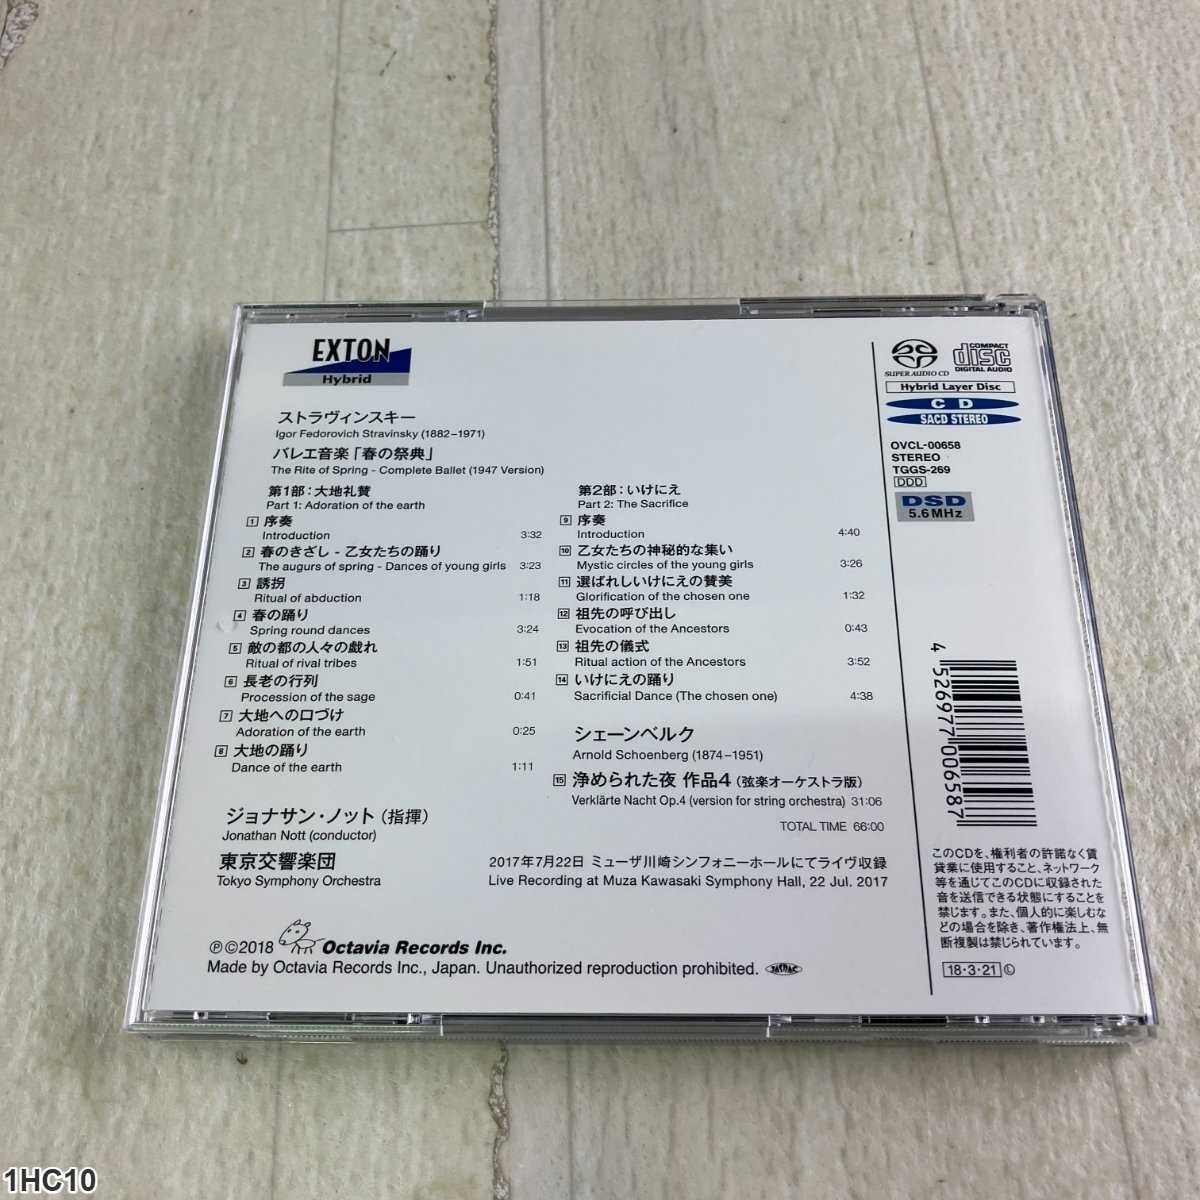 EXTON
Hybrid
ストラヴィンスキー
Igor Fedorovich Stravinsky (1882–1971)
バレエ音楽「春の祭典」
The Rite of Spring - Complete Ballet (1947 Version)
第1部：大地礼賛
Part 1: Adoration of the earth
1 序奏
Introduction 3:32
2 春のきざし - 乙女たちの踊り
The augurs of spring - Dances of young girls 3:23
3 誘拐
Ritual of abduction 1:18
4 春の踊り
Spring round dances 3:24
5 敵の都の人々の戯れ
Ritual of rival tribes 1:51
6 長老の行列
Procession of the sage 0:41
7 大地への口づけ
Adoration of the earth 0:25
8 大地の踊り
Dance of the earth 1:11
第2部：いけにえ
Part 2: The Sacrifice
9 序奏
Introduction 4:40
10 乙女たちの神秘的な集い
Mystic circles of the young girls 3:26
11 選ばれしいけにえの賛美
Glorification of the chosen one 1:32
12 祖先の呼び出し
Evocation of the Ancestors 0:43
13 祖先の儀式
Ritual action of the Ancestors 3:52
14 いけにえの踊り
Sacrificial Dance (The chosen one) 4:38
シェーンベルク
Arnold Schoenberg (1874–1951)
15 浄められた夜 作品4（弦楽オーケストラ版）
Verklärte Nacht Op.4 (version for string orchestra) 31:06
TOTAL TIME 66:00
ジョナサン・ノット（指揮）
Jonathan Nott (conductor)
東京交響楽団
Tokyo Symphony Orchestra
2017年7月22日 ミューザ川崎シンフォニーホールにてライヴ収録
Live Recording at Muza Kawasaki Symphony Hall, 22 Jul. 2017
℗©2018 Octavia Records Inc.
Made by Octavia Records Inc., Japan. Unauthorized reproduction prohibited. JASRAC
SUPER AUDIO CD
COMPACT
disc
DIGITAL AUDIO
Hybrid Layer Disc
CD
SACD STEREO
OVCL-00658
STEREO
TGGS-269
DDD
DSD
5.6MHz
4 526977 006587
このCDを、権利者の許諾なく賃
貸業に使用すること、ネットワーク
等を通じてこのCDに収録された
音を送信できる状態にすることを
禁じます。また、個人的に楽しむな
どの場合を除き、著作権法上、無
断複製は禁じられています。
18・3・21 Ⓛ
1HC10